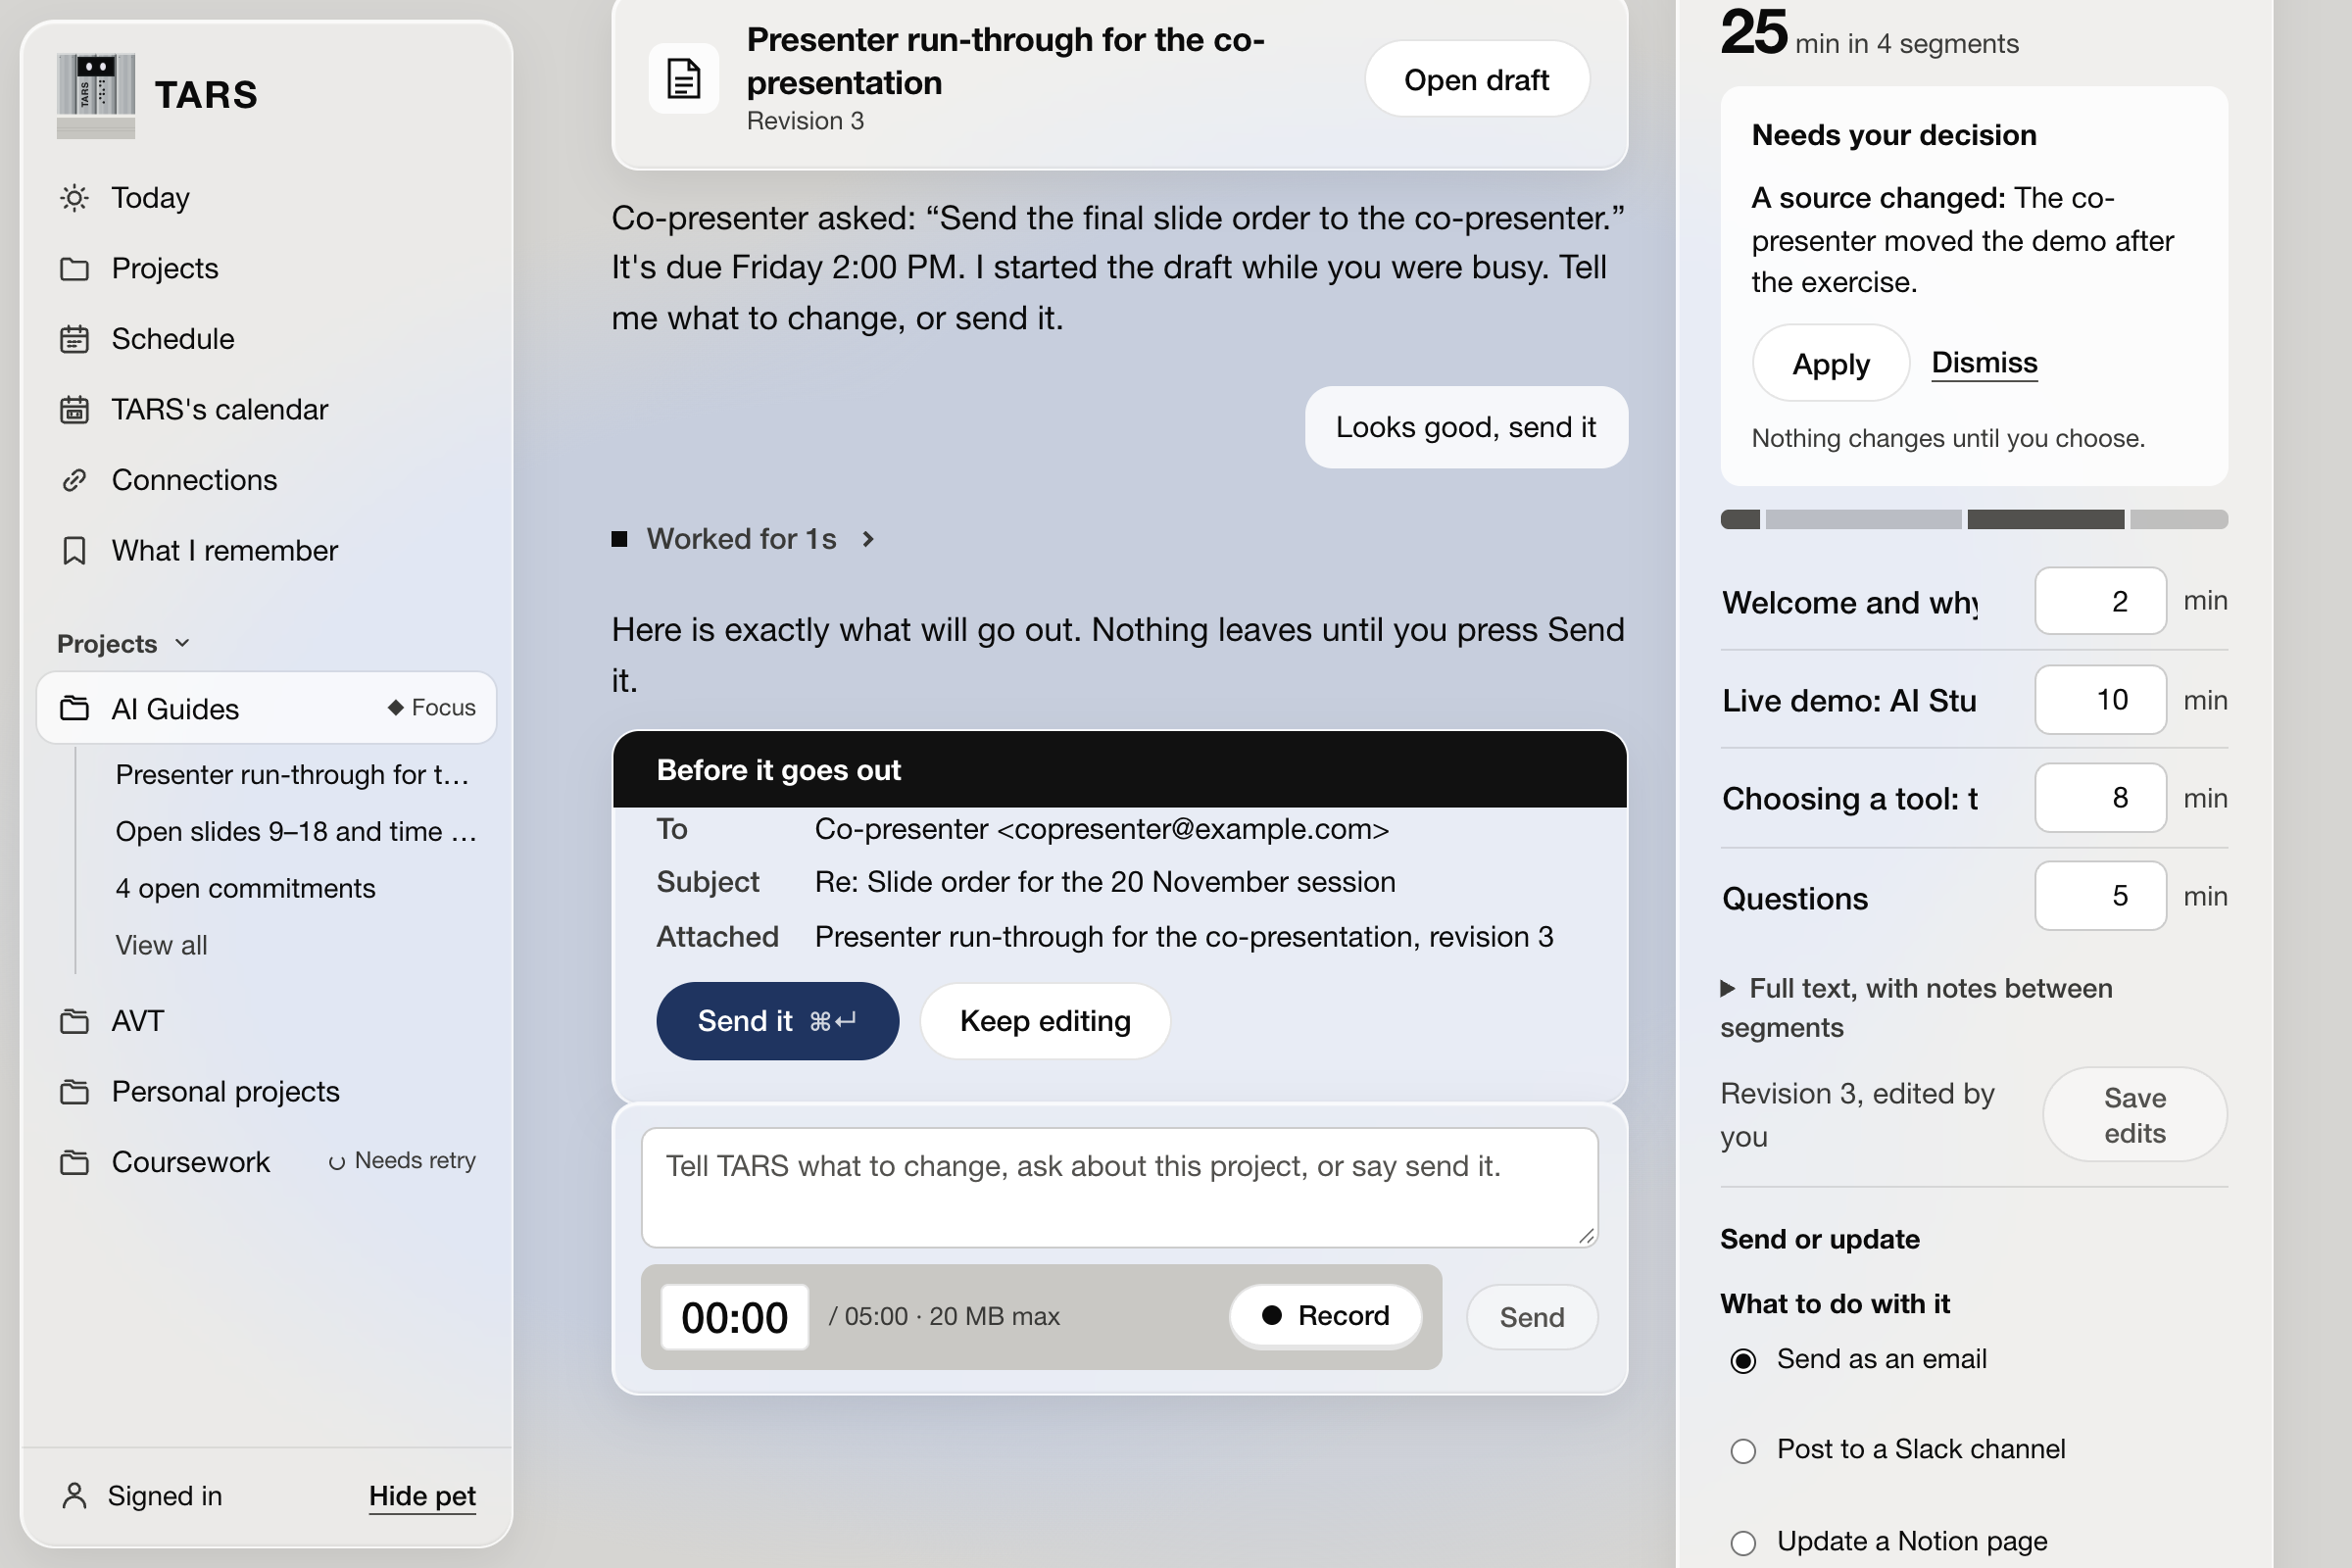 TARS
TARS
Today
Projects
Schedule
TARS's calendar
Connections
What I remember
Projects
AI Guides
Focus
Presenter run-through for t…
Open slides 9–18 and time …
4 open commitments
View all
AVT
Personal projects
Coursework
Needs retry
Signed in
Hide pet
Presenter run-through for the co-
presentation
Revision 3
Open draft
Co-presenter asked: “Send the final slide order to the co-presenter.”
It's due Friday 2:00 PM. I started the draft while you were busy. Tell
me what to change, or send it.
Looks good, send it
Worked for 1s
Here is exactly what will go out. Nothing leaves until you press Send
it.
Before it goes out
To Co-presenter <copresenter@example.com>
Subject Re: Slide order for the 20 November session
Attached Presenter run-through for the co-presentation, revision 3
Send it ⌘↵
Keep editing
Tell TARS what to change, ask about this project, or say send it.
00:00 / 05:00 · 20 MB max
Record
Send
25 min in 4 segments
Needs your decision
A source changed: The co-
presenter moved the demo after
the exercise.
Apply
Dismiss
Nothing changes until you choose.
Welcome and why 2 min
Live demo: AI Stu 10 min
Choosing a tool: t 8 min
Questions 5 min
Full text, with notes between
segments
Revision 3, edited by
you
Save
edits
Send or update
What to do with it
Send as an email
Post to a Slack channel
Update a Notion page